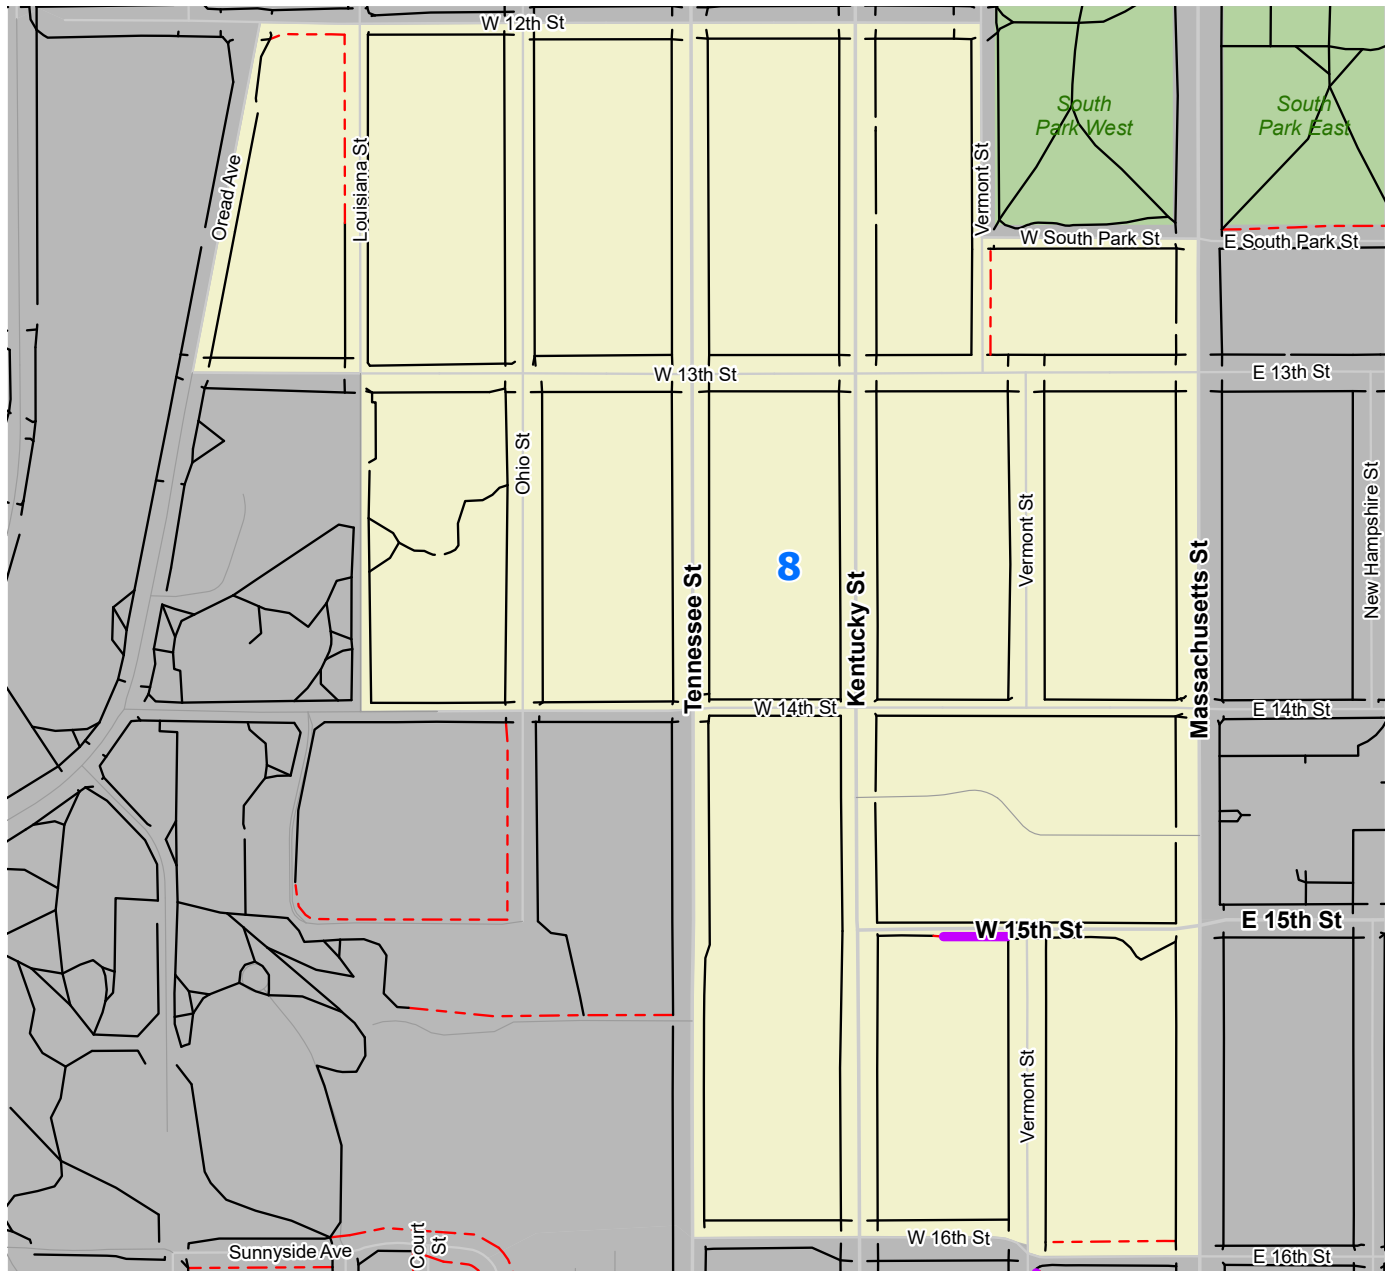 W 12th St
South
Park West
South
Park East
Oread Ave
Louisiana St
Vermont St
W South Park St
E South Park St
W 13th St
E 13th St
Ohio St
Vermont St
New Hampshire St
8
Tennessee St
Kentucky St
Massachusetts St
W 14th St
E 14th St
W 15th St
E 15th St
Vermont St
W 16th St
Sunnyside Ave
Court
St
E 16th St